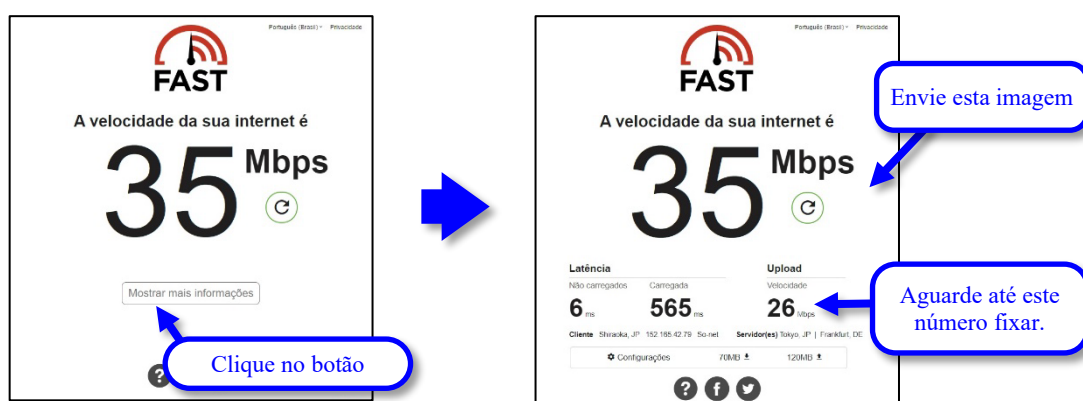 Português (Brasil) Privacidade
FAST
A velocidade da sua internet é
35 Mbps
Mostrar mais informações
Clique no botão
?
Português (Brasil) Privacidade
FAST
A velocidade da sua internet é
35 Mbps
Envie esta imagem
Latência Upload
Não carregados Carregada Velocidade
6 ms 565 ms 26 Mbps
Aguarde até este
número fixar.
Cliente Shiraoka, JP 152.165.42.79 So-net Servidor(es) Tokyo, JP | Frankfurt, DE
Configurações 70MB 120MB
? f